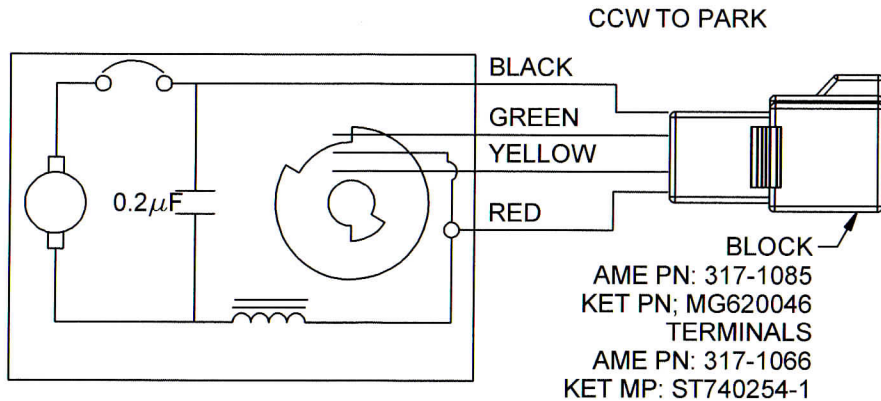 CCW TO PARK
BLACK
GREEN
YELLOW
0.2μF
RED
BLOCK
AME PN: 317-1085
KET PN; MG620046
TERMINALS
AME PN: 317-1066
KET MP: ST740254-1